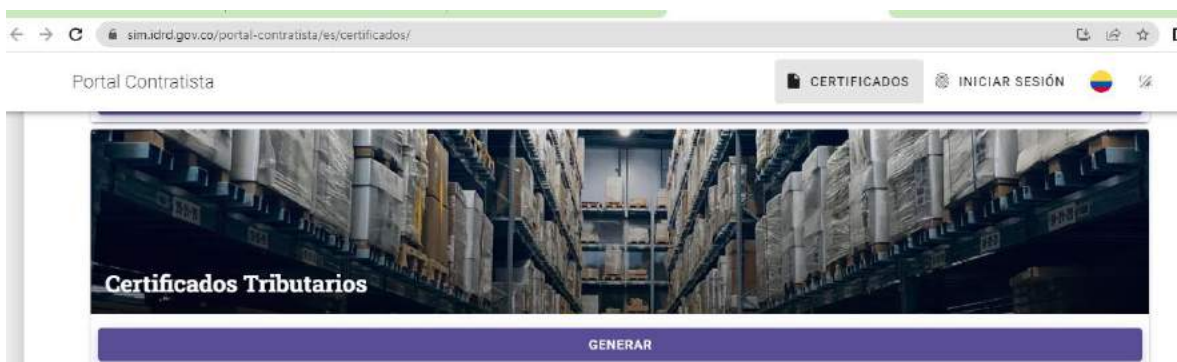 sim.idrd.gov.co/portal-contratista/es/certificados/
Portal Contratista
CERTIFICADOS
INICIAR SESIÓN
Certificados Tributarios
GENERAR